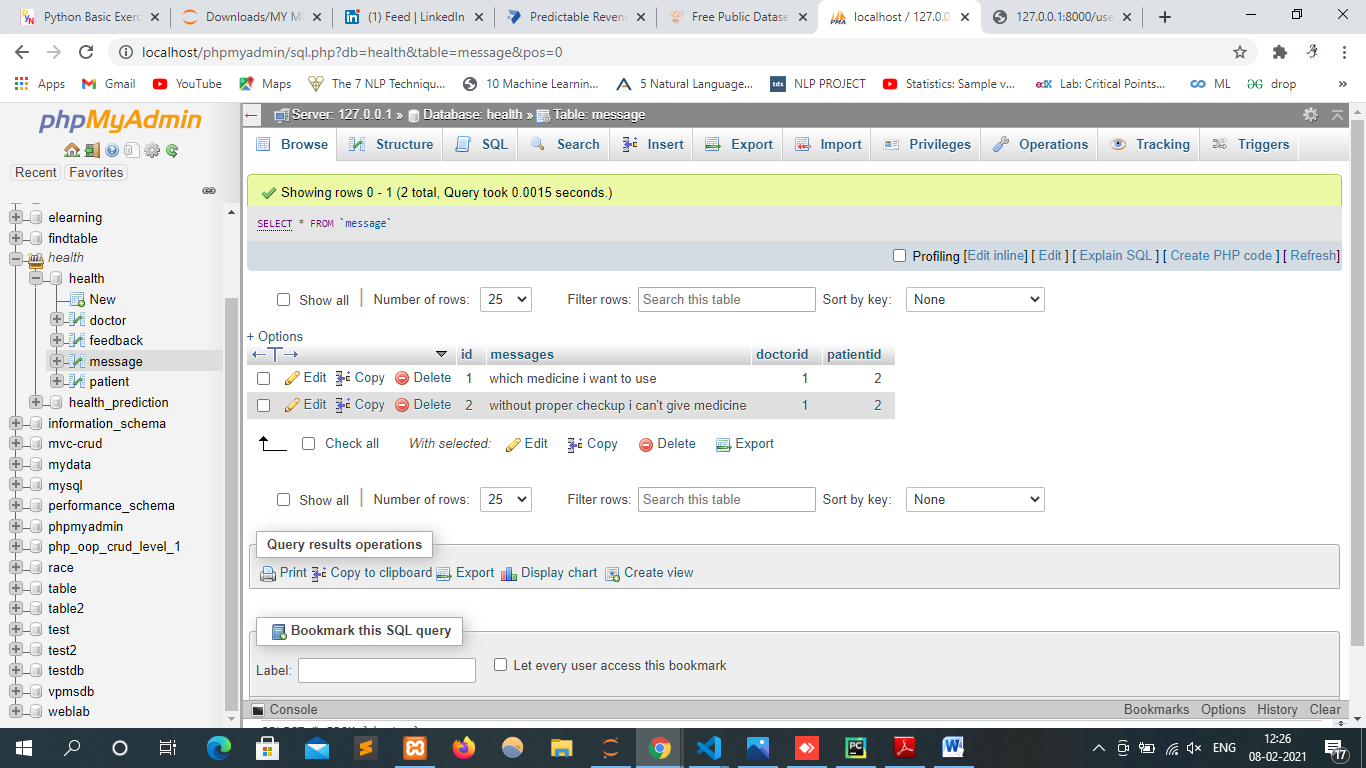 Python Basic Exerc
Downloads/MY M
(1) Feed | LinkedIn
Predictable Revenu
Free Public Datase
localhost / 127.0.0
127.0.0.1:8000/use
localhost/phpmyadmin/sql.php?db=health&table=message&pos=0
Apps
Gmail
YouTube
Maps
The 7 NLP Techniqu...
10 Machine Learnin...
5 Natural Language...
NLP PROJECT
Statistics: Sample v...
Lab: Critical Points...
ML
drop
phpMyAdmin
Recent
Favorites
elearning
findtable
health
health
New
doctor
feedback
message
patient
health_prediction
information_schema
mvc-crud
mydata
mysql
performance_schema
phpmyadmin
php_oop_crud_level_1
race
table
table2
test
test2
testdb
vpmsdb
weblab
Server: 127.0.0.1 » Database: health » Table: message
Browse
Structure
SQL
Search
Insert
Export
Import
Privileges
Operations
Tracking
Triggers
Showing rows 0 - 1 (2 total, Query took 0.0015 seconds.)
SELECT * FROM `message`
Profiling [Edit inline] [ Edit ] [ Explain SQL ] [ Create PHP code ] [ Refresh]
Show all | Number of rows: 25 Filter rows: Search this table Sort by key: None
+ Options
id messages doctorid patientid
Edit Copy Delete 1 which medicine i want to use 1 2
Edit Copy Delete 2 without proper checkup i can't give medicine 1 2
Check all With selected: Edit Copy Delete Export
Show all | Number of rows: 25 Filter rows: Search this table Sort by key: None
Query results operations
Print Copy to clipboard Export Display chart Create view
Bookmark this SQL query
Label:
Let every user access this bookmark
Console
Bookmarks Options History Clear
ENG
12:26
08-02-2021
17